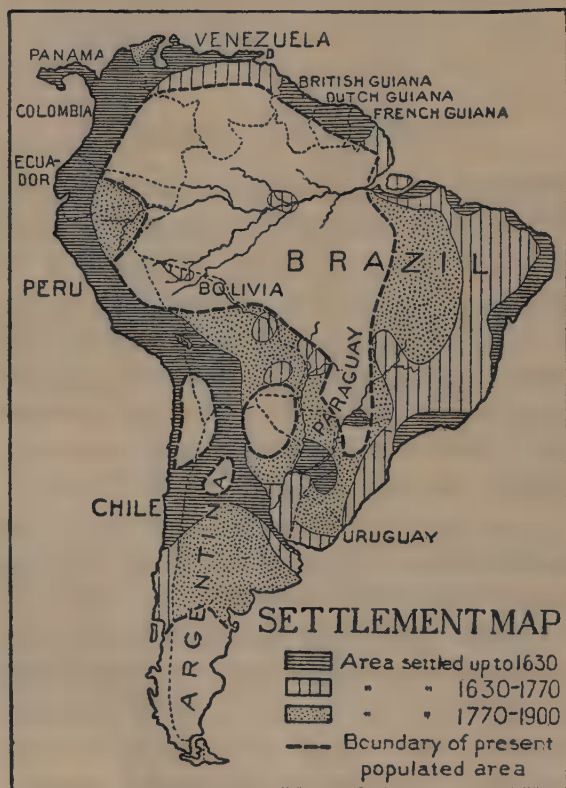 VENEZUELA
PANAMA
BRITISH GUIANA
DUTCH GUIANA
COLOMBIA
FRENCH GUIANA
ECUA-
DOR
BRAZIL
PERU
BOLIVIA
PARAGUAY
CHILE
ARGENTINA
URUGUAY
SETTLEMENT MAP
Area settled up to 1630
" " 1630-1770
" " 1770-1900
Boundary of present
populated area